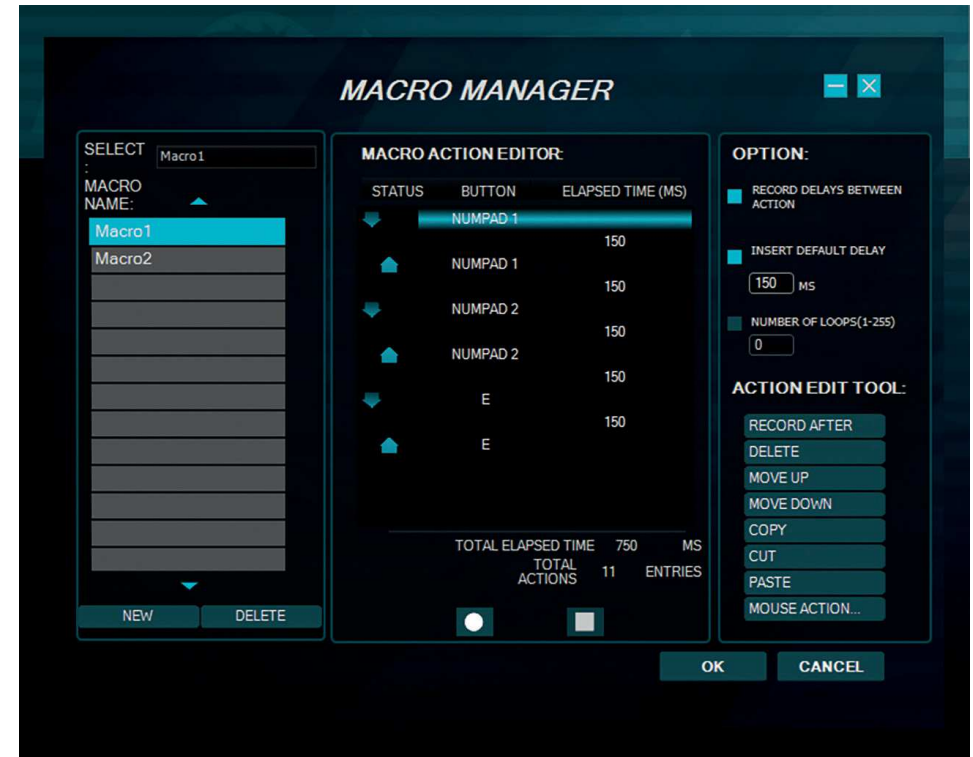 MACRO MANAGER
SELECT
:
Macro1
MACRO
NAME:
Macro1
Macro2
NEW DELETE
MACRO ACTION EDITOR:
STATUS BUTTON ELAPSED TIME (MS)
NUMPAD 1
150
NUMPAD 1
150
NUMPAD 2
150
NUMPAD 2
150
E
150
E
TOTAL ELAPSED TIME 750 MS
TOTAL
ACTIONS 11 ENTRIES
OPTION:
RECORD DELAYS BETWEEN
ACTION
INSERT DEFAULT DELAY
150 MS
NUMBER OF LOOPS(1-255)
0
ACTION EDIT TOOL:
RECORD AFTER
DELETE
MOVE UP
MOVE DOWN
COPY
CUT
PASTE
MOUSE ACTION...
OK CANCEL